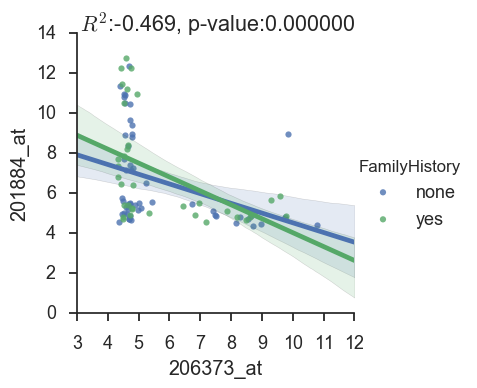 R²:-0.469, p-value:0.000000
14
12
10
8
6
4
2
0
201884_at
3 4 5 6 7 8 9 10 11 12
206373_at
FamilyHistory
none
yes